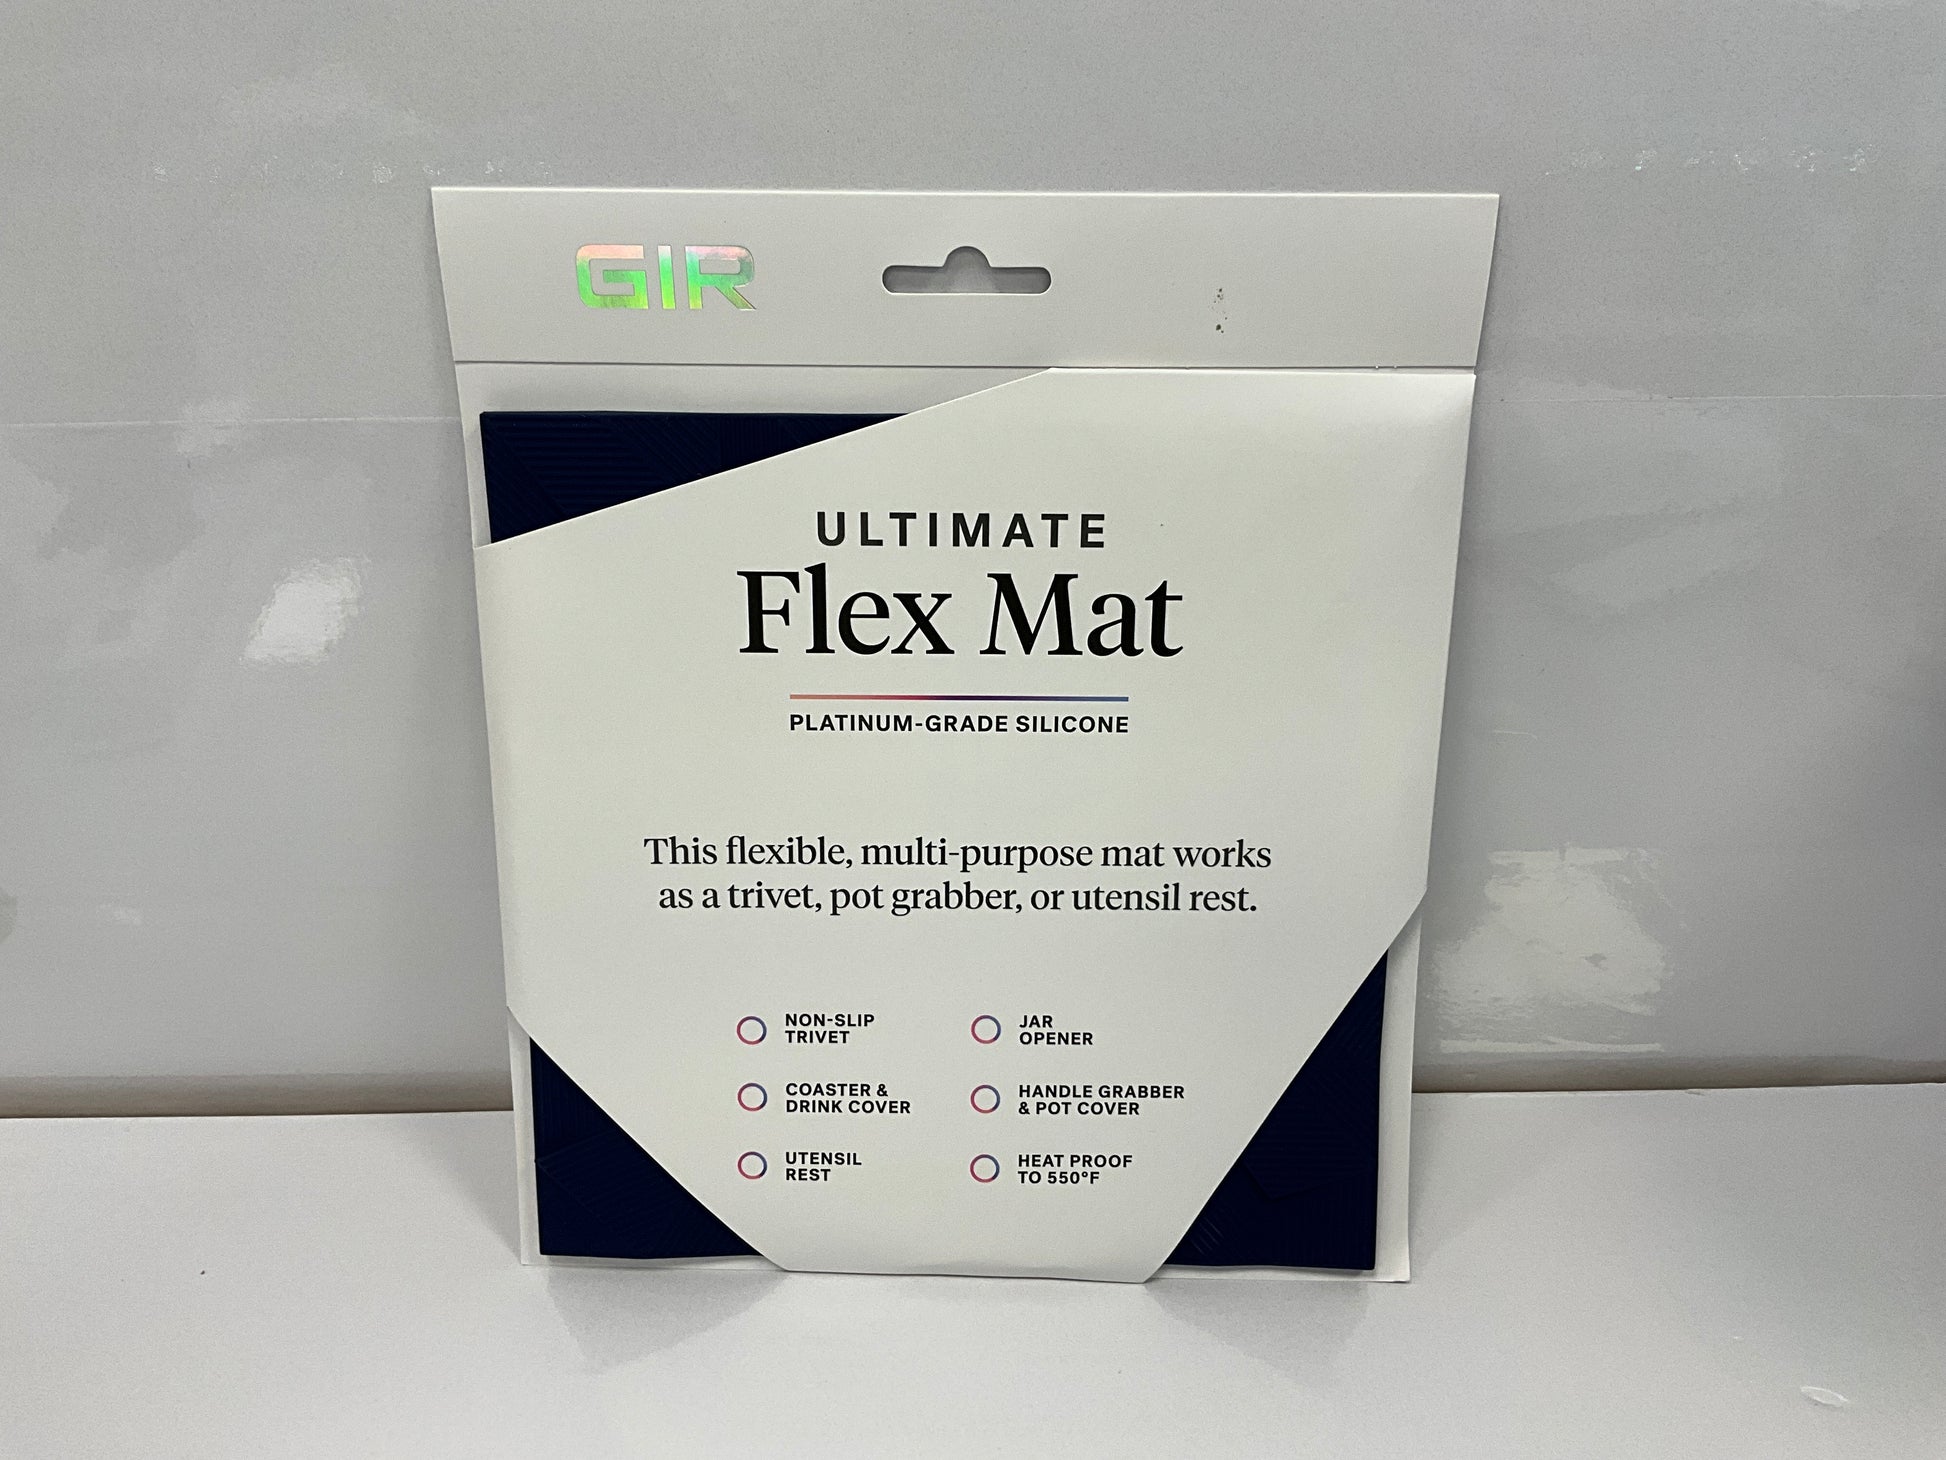 GIR
ULTIMATE
Flex Mat
PLATINUM-GRADE SILICONE
This flexible, multi-purpose mat works
as a trivet, pot grabber, or utensil rest.
NON-SLIP
TRIVET
COASTER &
DRINK COVER
UTENSIL
REST
JAR
OPENER
HANDLE GRABBER
& POT COVER
HEAT PROOF
TO 550°F